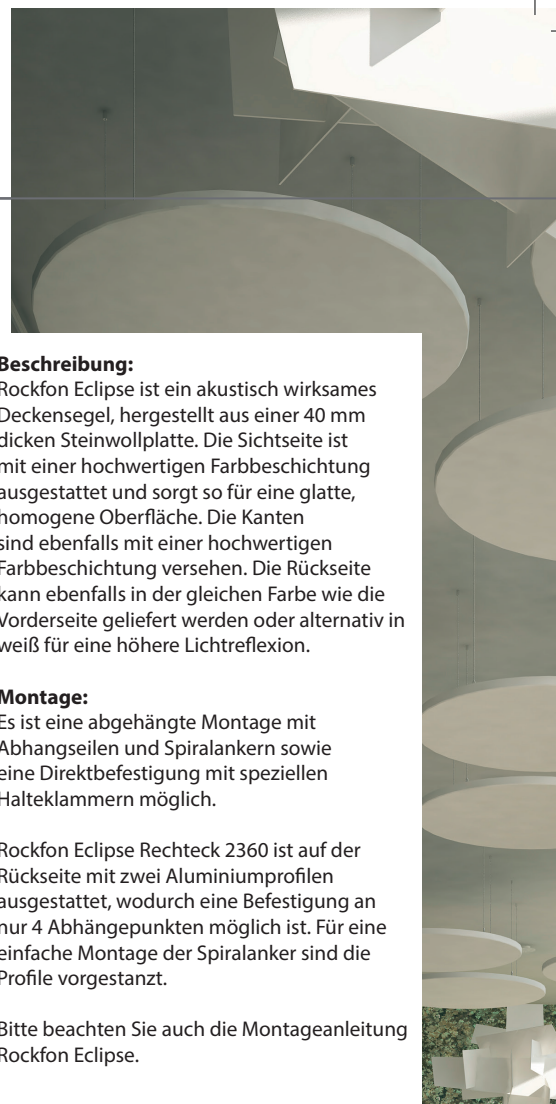 Beschreibung:
Rockfon Eclipse ist ein akustisch wirksames
Deckensegel, hergestellt aus einer 40 mm
dicken Steinwollplatte. Die Sichtseite ist
mit einer hochwertigen Farbbeschichtung
ausgestattet und sorgt so für eine glatte,
homogene Oberfläche. Die Kanten
sind ebenfalls mit einer hochwertigen
Farbbeschichtung versehen. Die Rückseite
kann ebenfalls in der gleichen Farbe wie die
Vorderseite geliefert werden oder alternativ in
weiß für eine höhere Lichtreflexion.

Montage:
Es ist eine abgehängte Montage mit
Abhangseilen und Spiralankern sowie
eine Direktbefestigung mit speziellen
Halteklammern möglich.

Rockfon Eclipse Rechteck 2360 ist auf der
Rückseite mit zwei Aluminiumprofilen
ausgestattet, wodurch eine Befestigung an
nur 4 Abhängepunkten möglich ist. Für eine
einfache Montage der Spiralanker sind die
Profile vorgestanzt.

Bitte beachten Sie auch die Montageanleitung
Rockfon Eclipse.